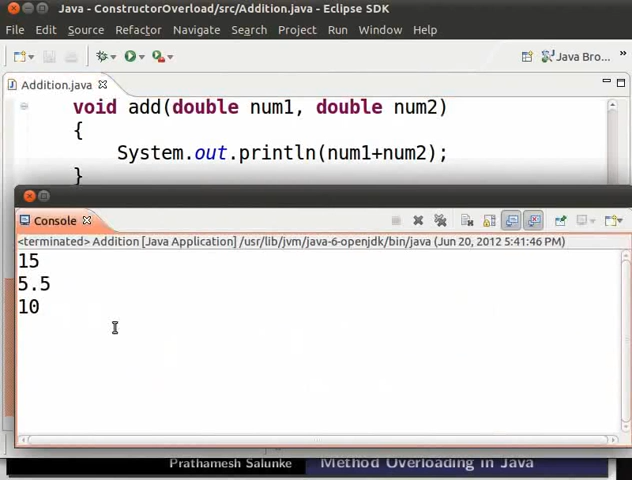 Java - ConstructorOverload/src/Addition.java - Eclipse SDK
File Edit Source Refactor Navigate Search Project Run Window Help
Java Bro...
Addition.java
void add(double num1, double num2)
{
System.out.println(num1+num2);
}
Console
<terminated> Addition [Java Application] /usr/lib/jvm/java-6-openjdk/bin/java (Jun 20, 2012 5:41:46 PM)
15
5.5
10
Prathamesh Salunke Method Overloading in Java